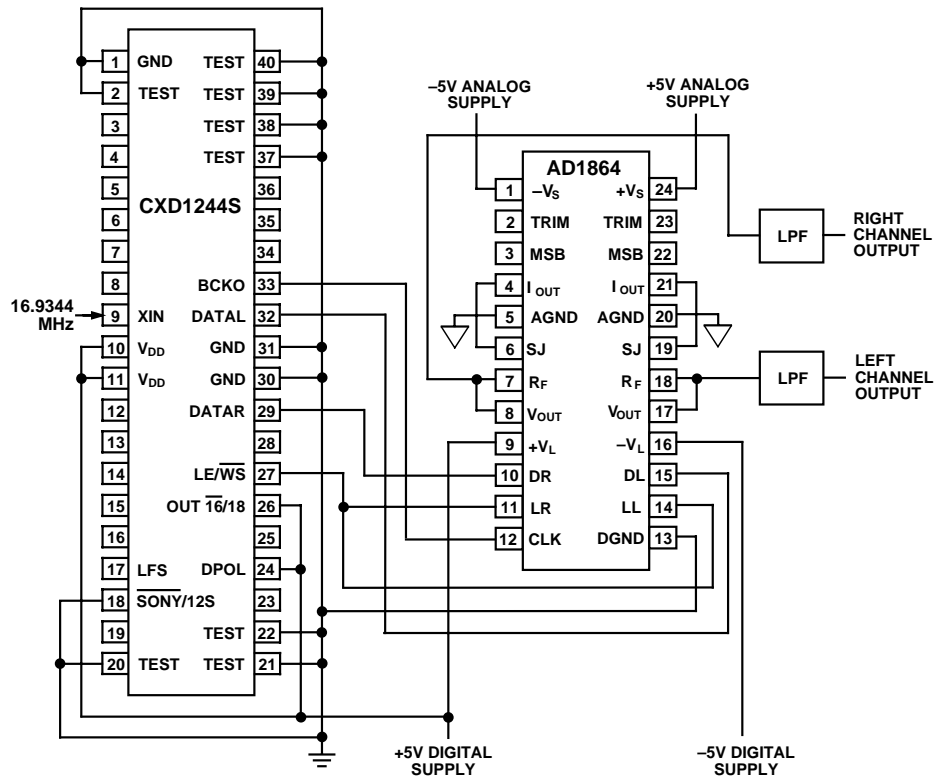 CXD1244S
1 GND TEST 40
2 TEST TEST 39
3 TEST 38
4 TEST 37
5 36
6 35
7 34
8 BCKO 33
16.9344
MHz
9 XIN DATAL 32
10 VDD GND 31
11 VDD GND 30
12 DATAR 29
13 28
14 LE/WS 27
15 OUT 16/18 26
16 25
17 LFS DPOL 24
18 SONY/12S 23
19 TEST 22
20 TEST TEST 21
–5V ANALOG
SUPPLY
+5V ANALOG
SUPPLY
AD1864
1 –VS +VS 24
2 TRIM TRIM 23
3 MSB MSB 22
4 IOUT IOUT 21
5 AGND AGND 20
6 SJ SJ 19
7 RF RF 18
8 VOUT VOUT 17
9 +VL –VL 16
10 DR DL 15
11 LR LL 14
12 CLK DGND 13
LPF
RIGHT
CHANNEL
OUTPUT
LPF
LEFT
CHANNEL
OUTPUT
+5V DIGITAL
SUPPLY
–5V DIGITAL
SUPPLY